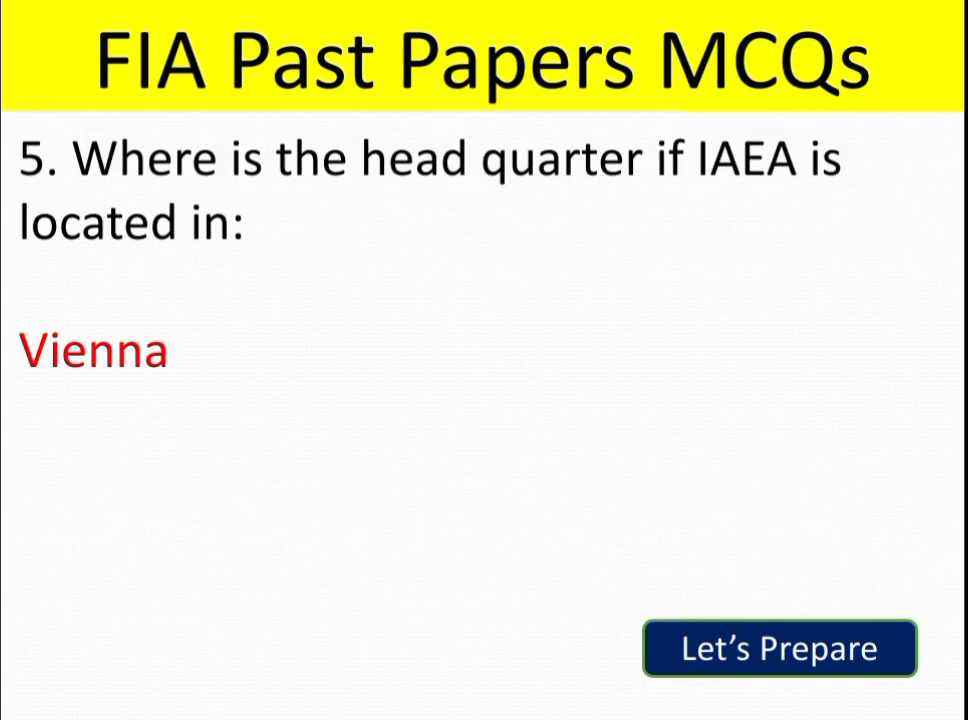 FIA Past Papers MCQs
5. Where is the head quarter if IAEA is
located in:
Vienna
Let's Prepare